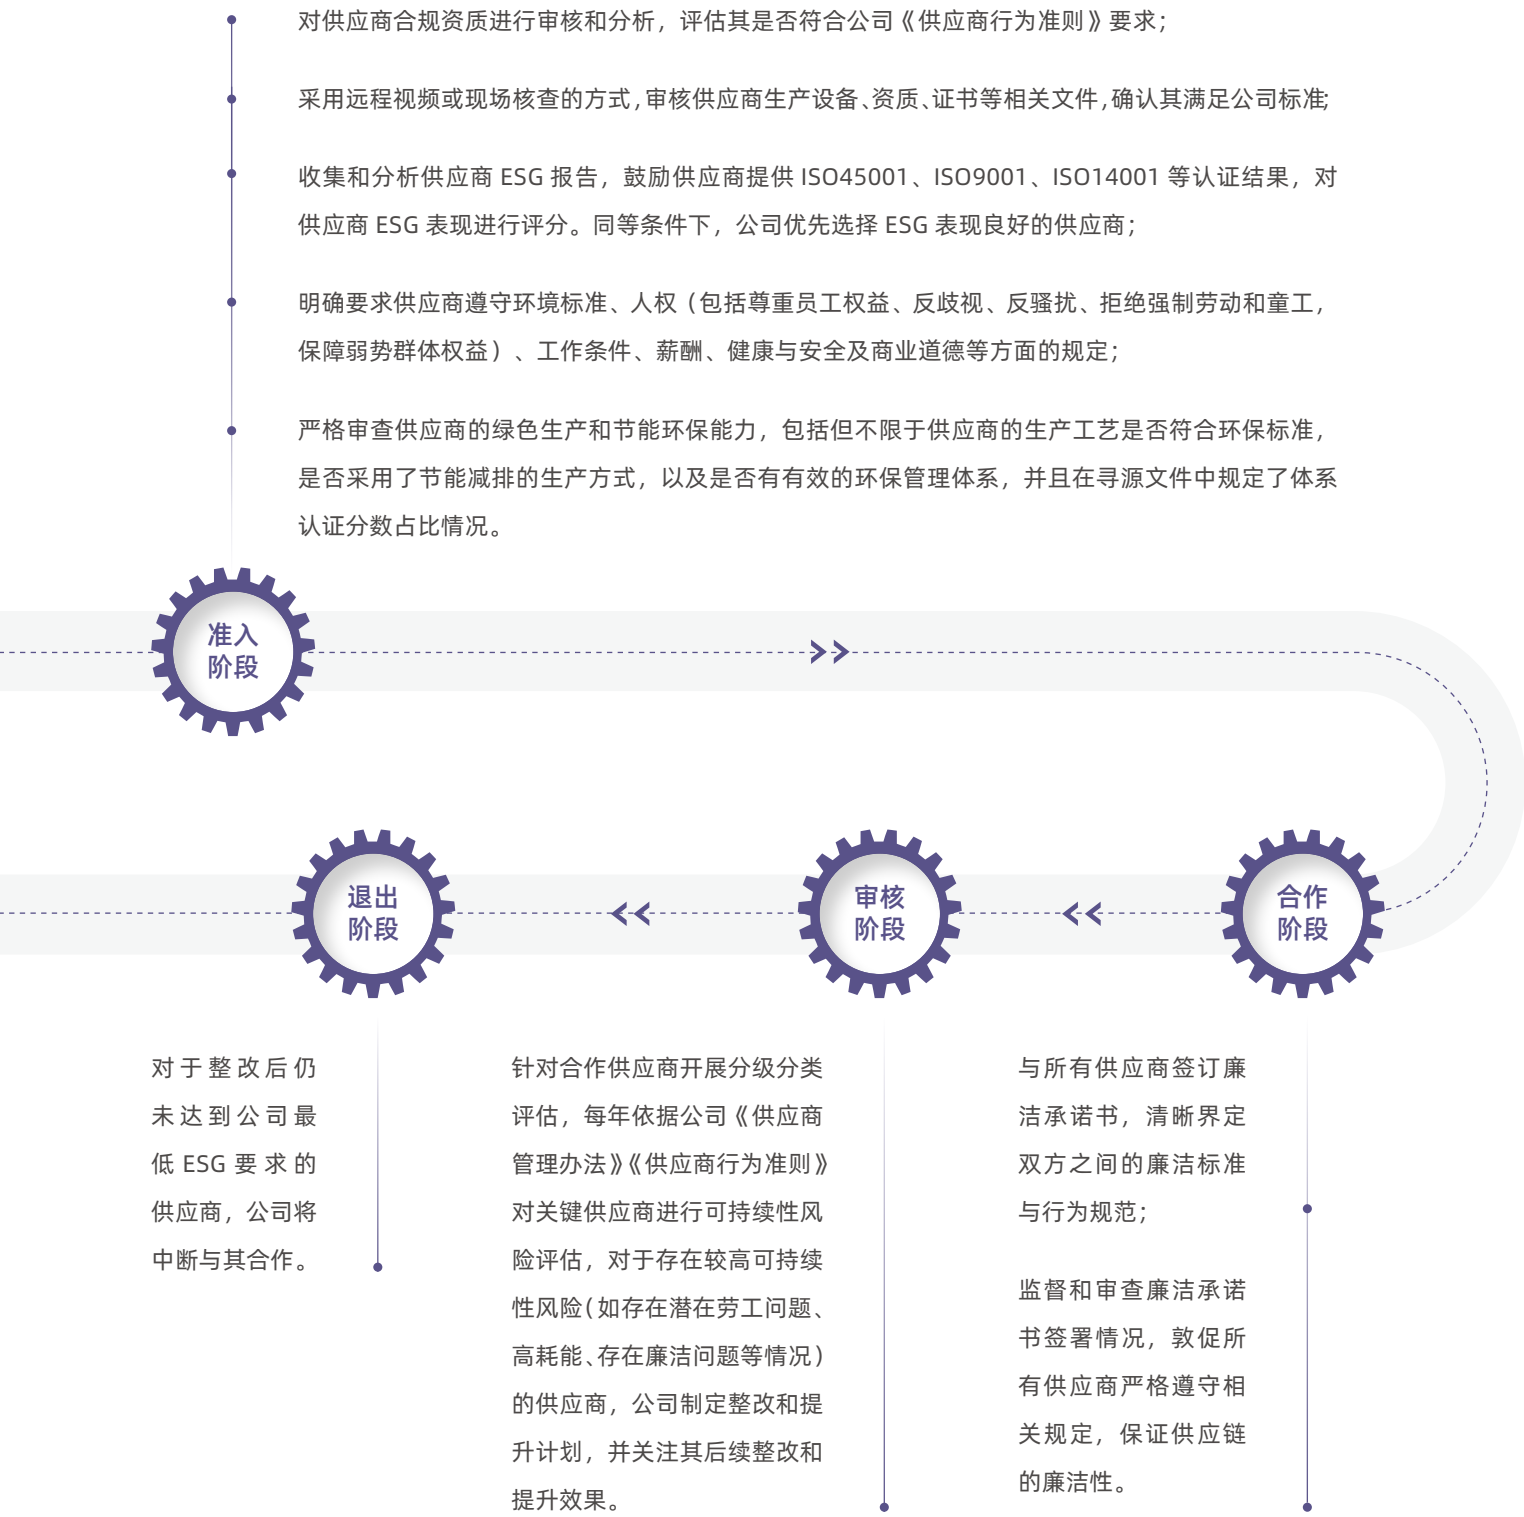 对供应商合规资质进行审核和分析，评估其是否符合公司《供应商行为准则》要求；
采用远程视频或现场核查的方式，审核供应商生产设备、资质、证书等相关文件，确认其满足公司标准；
收集和分析供应商 ESG 报告，鼓励供应商提供 ISO45001、ISO9001、ISO14001 等认证结果，对
供应商 ESG 表现进行评分。同等条件下，公司优先选择 ESG 表现良好的供应商；
明确要求供应商遵守环境标准、人权（包括尊重员工权益、反歧视、反骚扰、拒绝强制劳动和童工，
保障弱势群体权益）、工作条件、薪酬、健康与安全及商业道德等方面的规定；
严格审查供应商的绿色生产和节能环保能力，包括但不限于供应商的生产工艺是否符合环保标准，
是否采用了节能减排的生产方式，以及是否有有效的环保管理体系，并且在寻源文件中规定了体系
认证分数占比情况。
准入
阶段
合作
阶段
与所有供应商签订廉
洁承诺书，清晰界定
双方之间的廉洁标准
与行为规范；
监督和审查廉洁承诺
书签署情况，敦促所
有供应商严格遵守相
关规定，保证供应链
的廉洁性。
审核
阶段
针对合作供应商开展分级分类
评估，每年依据公司《供应商
管理办法》《供应商行为准则》
对关键供应商进行可持续性风
险评估，对于存在较高可持续
性风险（如存在潜在劳工问题、
高耗能、存在廉洁问题等情况）
的供应商，公司制定整改和提
升计划，并关注其后续整改和
提升效果。
退出
阶段
对于整改后仍
未达到公司最
低 ESG 要求的
供应商，公司将
中断与其合作。